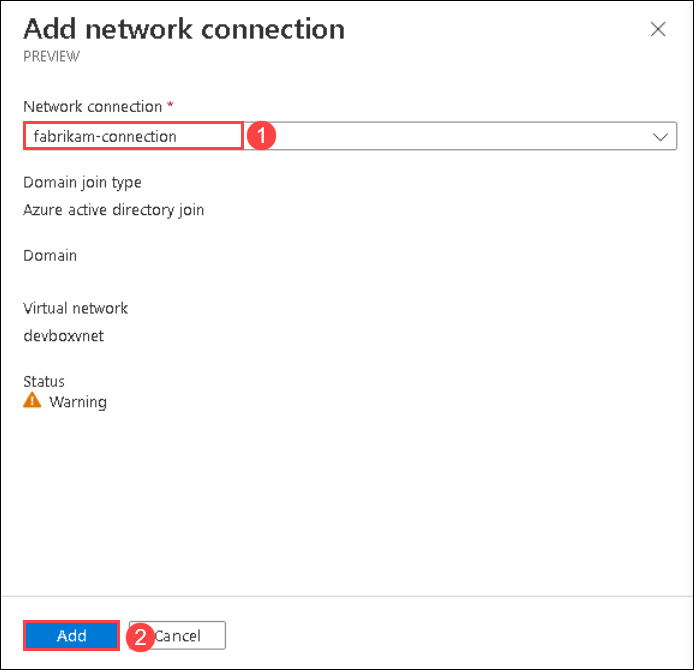 Add network connection
PREVIEW
Network connection *
fabrikam-connection
1
Domain join type
Azure active directory join
Domain
Virtual network
devboxvnet
Status
Warning
Add 2 Cancel